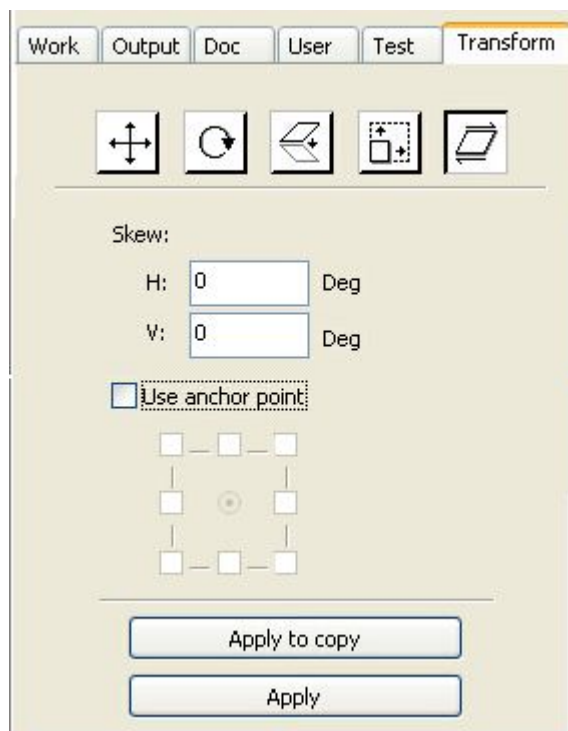 Work Output Doc User Test Transform
Skew:
H: 0 Deg
V: 0 Deg
Use anchor point
Apply to copy
Apply